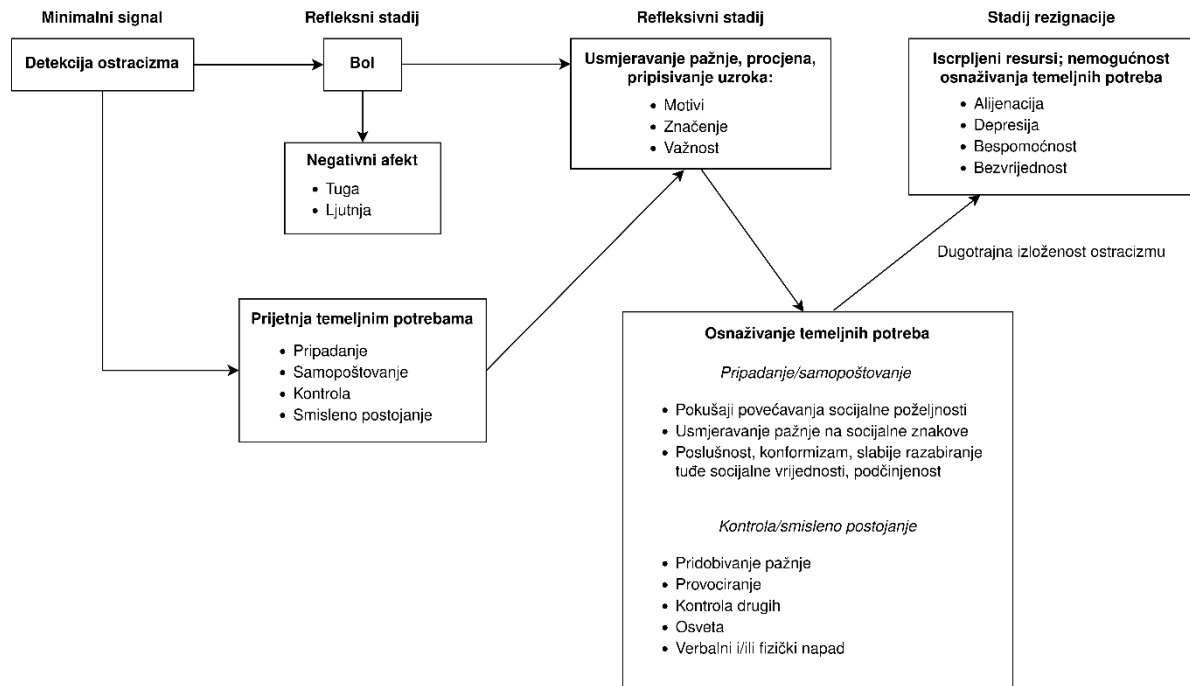 Minimalni signal
Refleksni stadij
Refleksivni stadij
Stadij rezignacije
Detekcija ostracizma
Bol
Usmjeravanje pažnje, procjena,
pripisivanje uzroka:
Motivi
Značenje
Važnost
Iscrpljeni resursi; nemogućnost
osnaživanja temeljnih potreba
Alijenacija
Depresija
Bespomoćnost
Bezvrijednost
Negativni afekt
Tuga
Ljutnja
Dugotrajna izloženost ostracizmu
Prijetnja temeljnim potrebama
Pripadanje
Samopoštovanje
Kontrola
Smisleno postojanje
Osnaživanje temeljnih potreba
Pripadanje/samopoštovanje
Pokušaji povećavanja socijalne poželjnosti
Usmjeravanje pažnje na socijalne znakove
Poslušnost, konformizam, slabije razabiranje
tuđe socijalne vrijednosti, podčinjenost
Kontrola/smisleno postojanje
Pridobivanje pažnje
Provociranje
Kontrola drugih
Osveta
Verbalni i/ili fizički napad